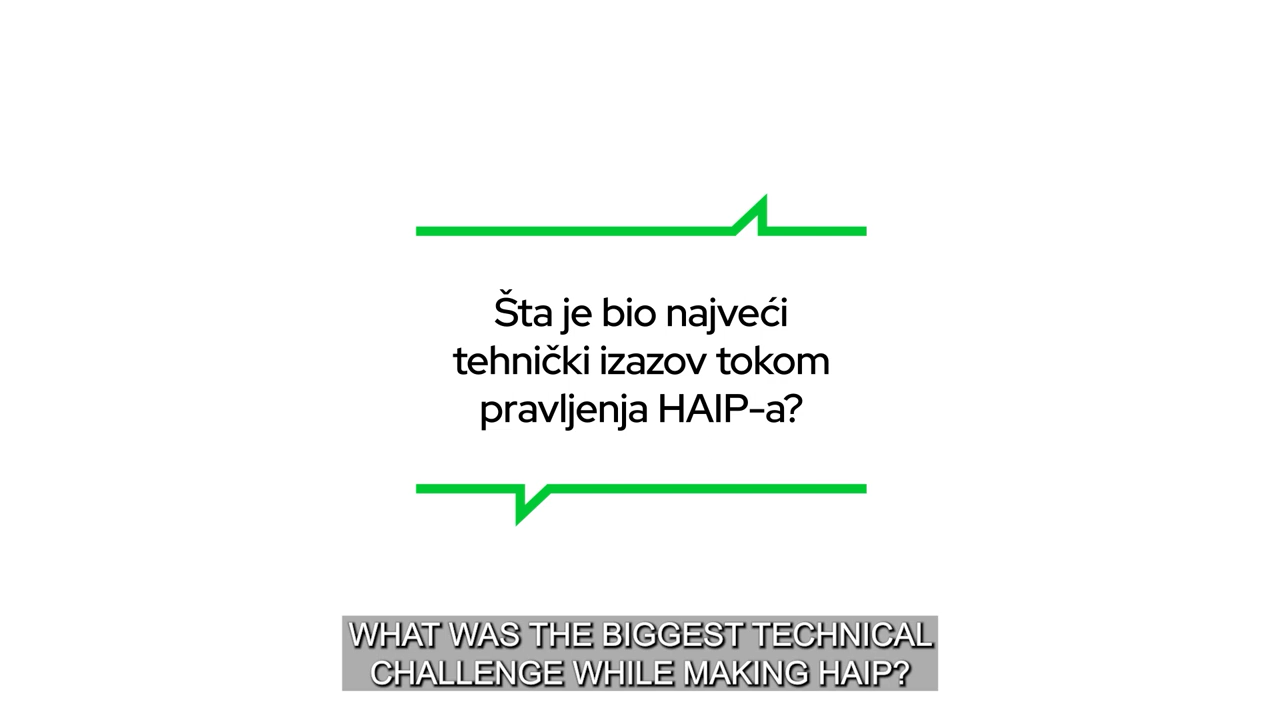 Šta je bio najveći
tehnički izazov tokom
pravljenja HAIP-a?
WHAT WAS THE BIGGEST TECHNICAL
CHALLENGE WHILE MAKING HAIP?